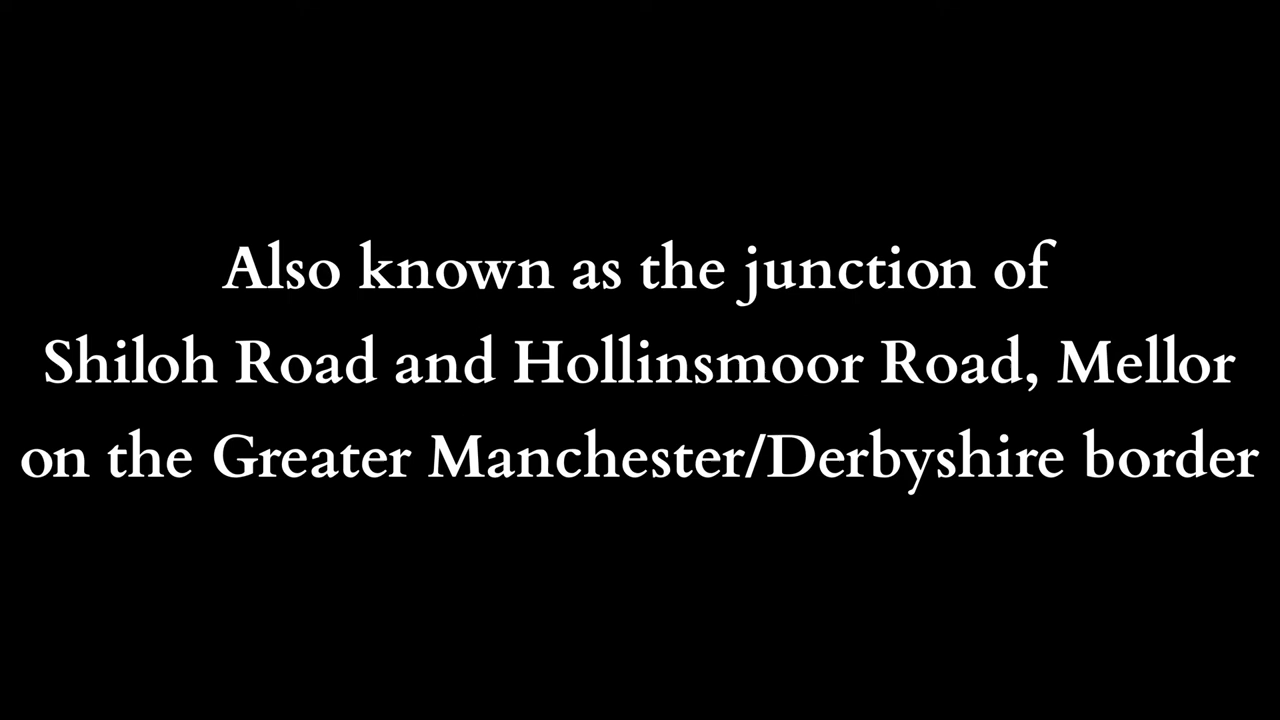 Also known as the junction of
Shiloh Road and Hollinsmoor Road, Mellor
on the Greater Manchester/Derbyshire border